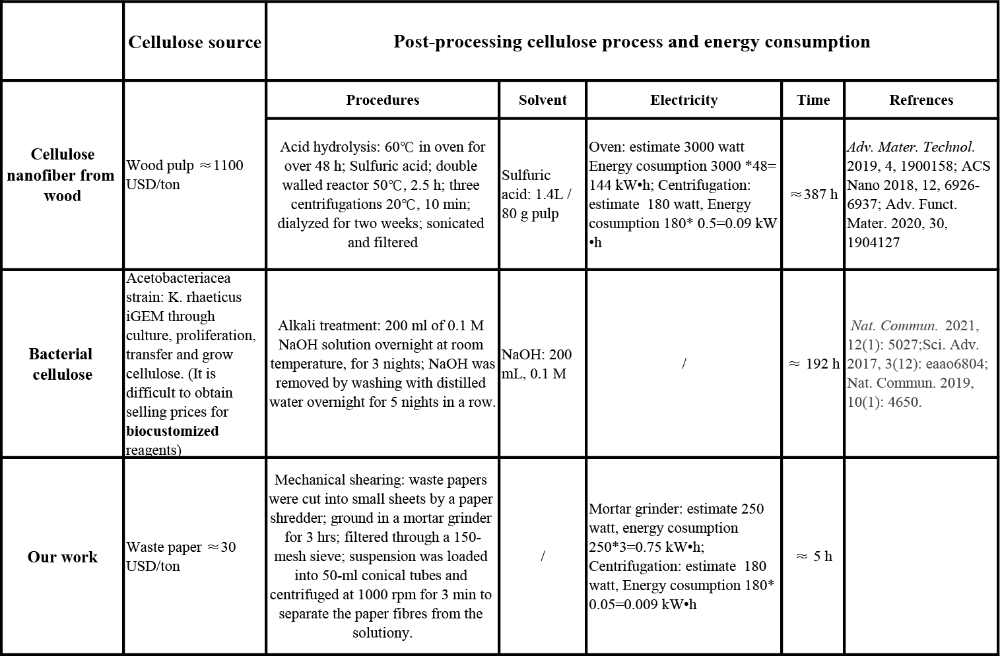 Cellulose source
Post-processing cellulose process and energy consumption
Procedures
Solvent
Electricity
Time
Refrences
Cellulose
nanofiber from
wood
Wood pulp ≈1100
USD/ton
Acid hydrolysis: 60℃ in oven for
over 48 h; Sulfuric acid; double
walled reactor 50℃, 2.5 h; three
centrifugations 20℃, 10 min;
dialyzed for two weeks; sonicated
and filtered
Sulfuric
acid: 1.4L /
80 g pulp
Oven: estimate 3000 watt
Energy cosumption 3000 *48=
144 kW•h; Centrifugation:
estimate  180 watt, Energy
cosumption 180* 0.5=0.09 kW
•h
≈387 h
Adv. Mater. Technol.
2019, 4, 1900158; ACS
Nano 2018, 12, 6926-
6937; Adv. Funct.
Mater. 2020, 30,
1904127
Bacterial
cellulose
Acetobacteriacea
strain: K. rhaeticus
iGEM through
culture, proliferation,
transfer and grow
cellulose. (It is
difficult to obtain
selling prices for
biocustomized
reagents)
Alkali treatment: 200 ml of 0.1 M
NaOH solution overnight at room
temperature, for 3 nights; NaOH was
removed by washing with distilled
water overnight for 5 nights in a row.
NaOH: 200
mL, 0.1 M
/
≈ 192 h
Nat. Commun.  2021,
12(1): 5027;Sci. Adv.
2017, 3(12): eaao6804;
Nat. Commun. 2019,
10(1): 4650.
Our work
Waste paper ≈30
USD/ton
Mechanical shearing: waste papers
were cut into small sheets by a paper
shredder; ground in a mortar grinder
for 3 hrs; filtered through a 150-
mesh sieve; suspension was loaded
into 50-ml conical tubes and
centrifuged at 1000 rpm for 3 min to
separate the paper fibres from the
solutiony.
/
Mortar grinder: estimate 250
watt, energy cosumption
250*3=0.75 kW•h;
Centrifugation: estimate  180
watt, Energy cosumption 180*
0.05=0.009 kW•h
≈ 5 h